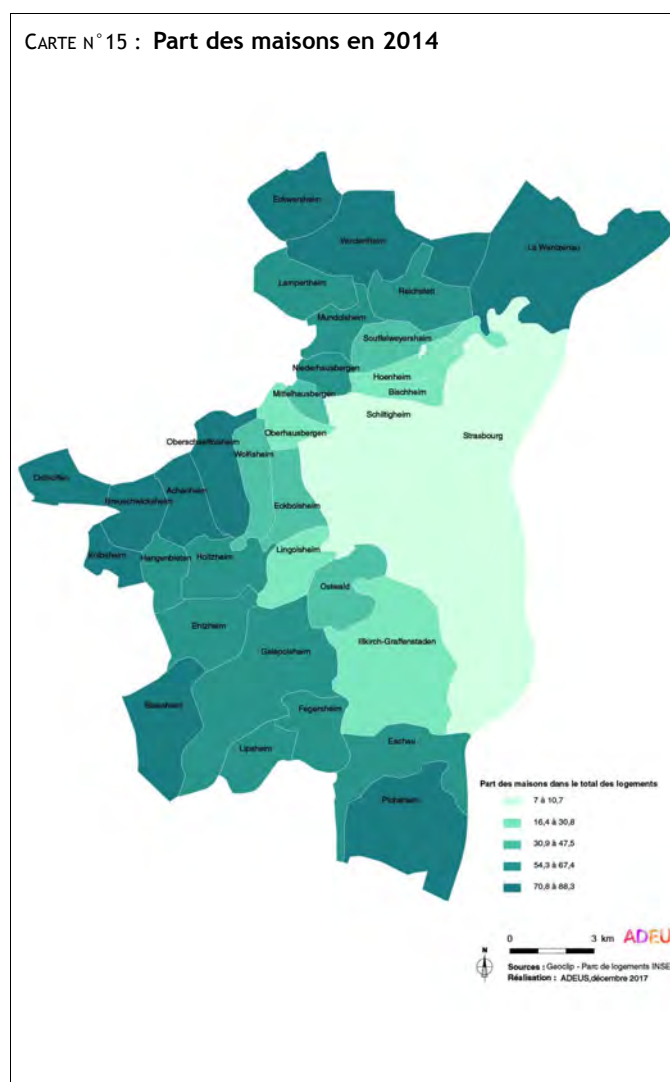 CARTE N°15 : Part des maisons en 2014
Eckwersheim
Vendenheim
La Wantzenau
Lampertheim
Reichstett
Mundolsheim
Souffelweyersheim
Niederhausbergen
Hoenheim
Mittelhausbergen
Bischheim
Schiltigheim
Oberhausbergen
Strasbourg
Oberschaeffolsheim
Wolfisheim
Osthoffen
Achenheim
Breuschwickersheim
Eckbolsheim
Kolbsheim
Hangenbieten
Holtzheim
Lingolsheim
Ostwald
Entzheim
Illkirch-Graffenstaden
Geispolsheim
Blaesheim
Fegersheim
Lipsheim
Eschau
Plobsheim
Part des maisons dans le total des logements
7 à 10,7
16,4 à 30,8
30,9 à 47,5
54,3 à 67,4
70,8 à 88,3
0 3 km ADEU
N
Sources : Geoclip - Parc de logements INSE
Réalisation : ADEUS,décembre 2017